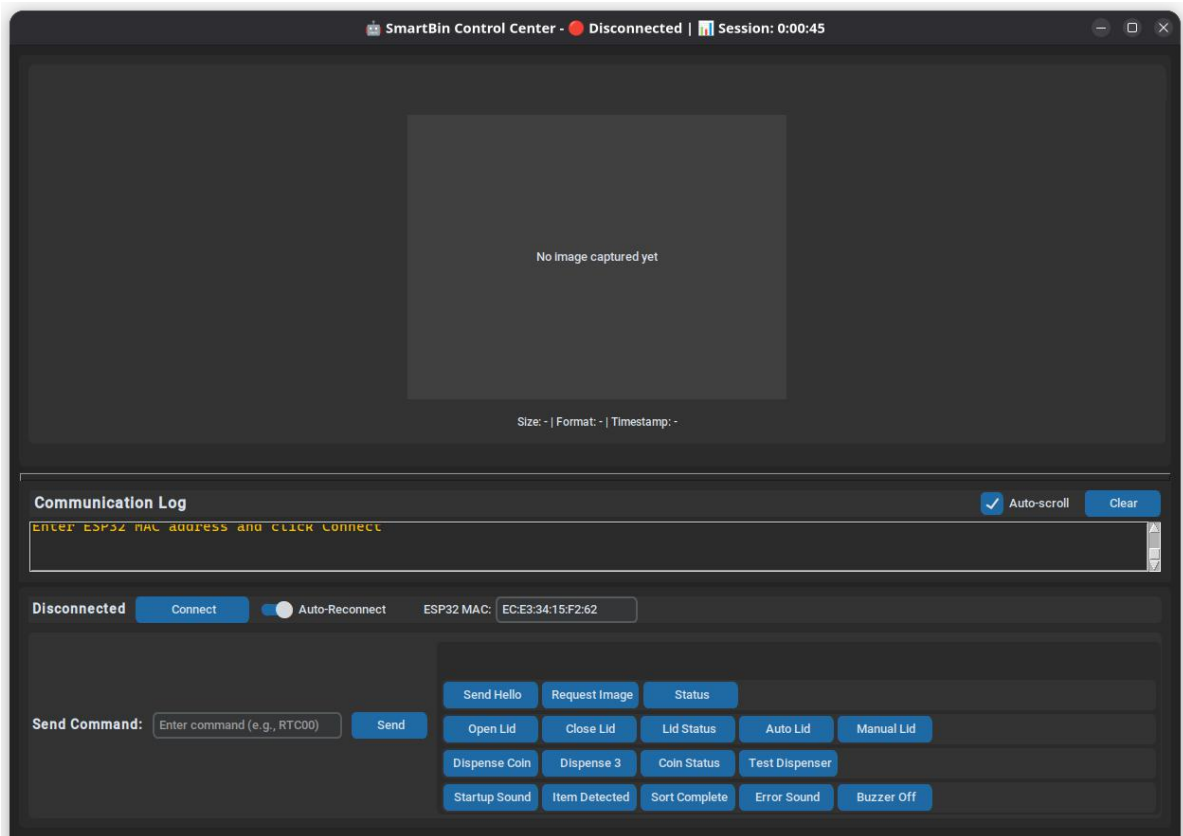 🤖 SmartBin Control Center - 🔴 Disconnected | 📊 Session: 0:00:45
No image captured yet
Size: - | Format: - | Timestamp: -
Communication Log
Auto-scroll
Clear
Enter ESP32 MAC address and click Connect
Disconnected
Connect
Auto-Reconnect
ESP32 MAC:
EC:E3:34:15:F2:62
Send Hello
Request Image
Status
Send Command:
Enter command (e.g., RTC00)
Send
Open Lid
Close Lid
Lid Status
Auto Lid
Manual Lid
Dispense Coin
Dispense 3
Coin Status
Test Dispenser
Startup Sound
Item Detected
Sort Complete
Error Sound
Buzzer Off